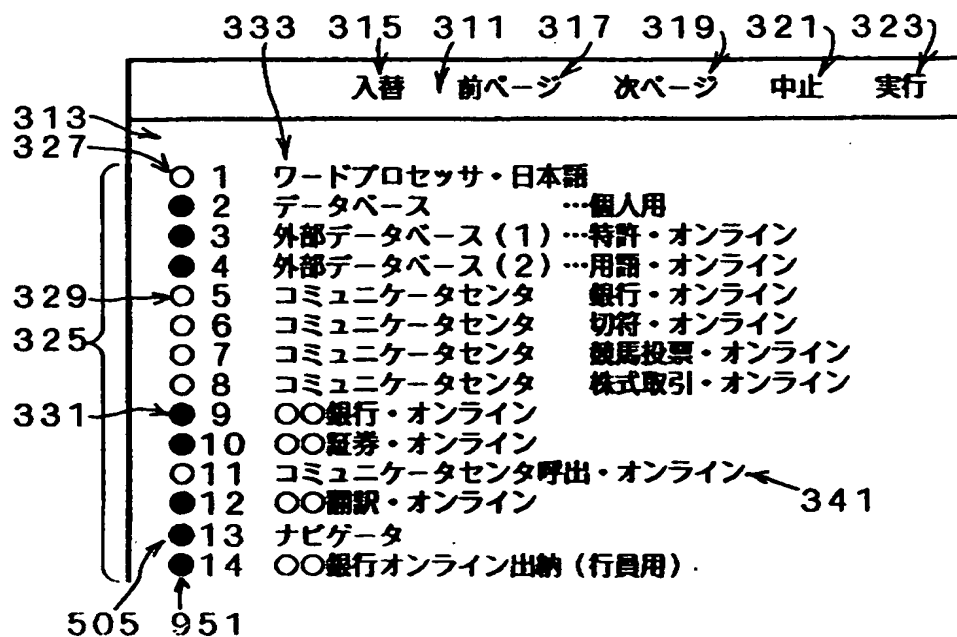 333 315 311 317 319 321 323
入替 前ページ 次ページ 中止 実行
313
327
○ 1 ワードプロセッサ・日本語
● 2 データベース …個人用
● 3 外部データベース(1)…特許・オンライン
● 4 外部データベース(2)…用語・オンライン
329 ○ 5 コミュニケータセンタ 銀行・オンライン
○ 6 コミュニケータセンタ 切符・オンライン
325 ○ 7 コミュニケータセンタ 競馬投票・オンライン
○ 8 コミュニケータセンタ 株式取引・オンライン
331 ● 9 ○○銀行・オンライン
●10 ○○証券・オンライン
○11 コミュニケータセンタ呼出・オンライン
●12 ○○翻訳・オンライン 341
●13 ナビゲータ
●14 ○○銀行オンライン出納(行員用)
505 951